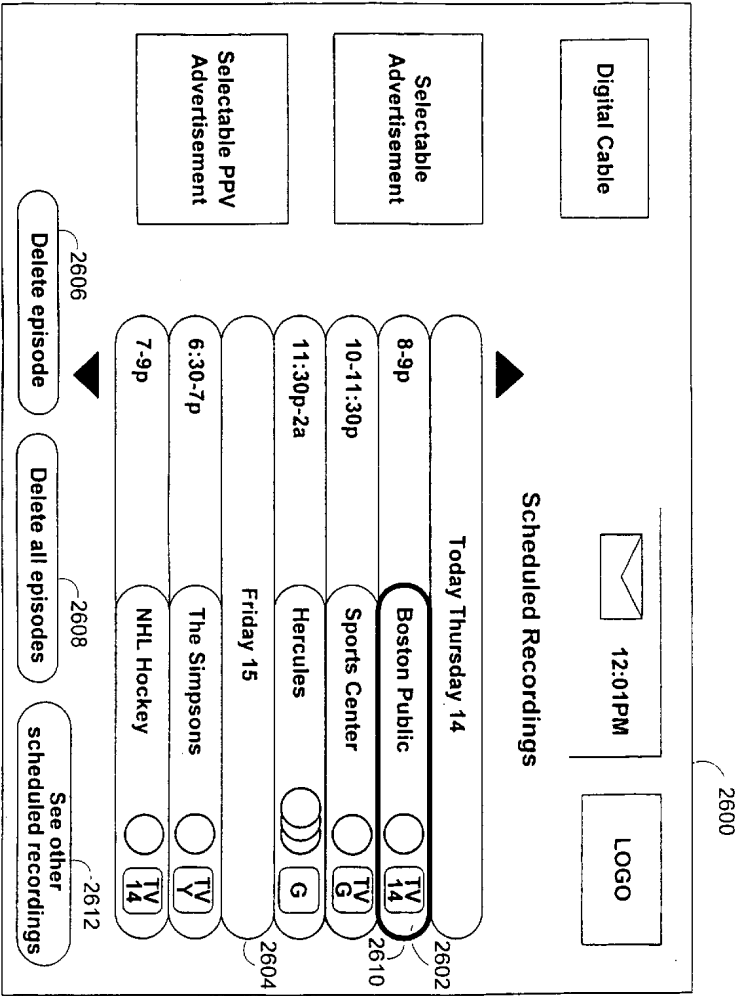 2600
Digital Cable
12:01PM
LOGO
Scheduled Recordings
Selectable
Advertisement
Selectable PPV
Advertisement
Today Thursday 14
8-9p
Boston Public
TV
14
2602
2610
10-11:30p
Sports Center
TV
G
11:30p-2a
Hercules
G
Friday 15
2604
6:30-7p
The Simpsons
TV
Y
7-9p
NHL Hockey
TV
14
2606
Delete episode
2608
Delete all episodes
2612
See other
scheduled recordings